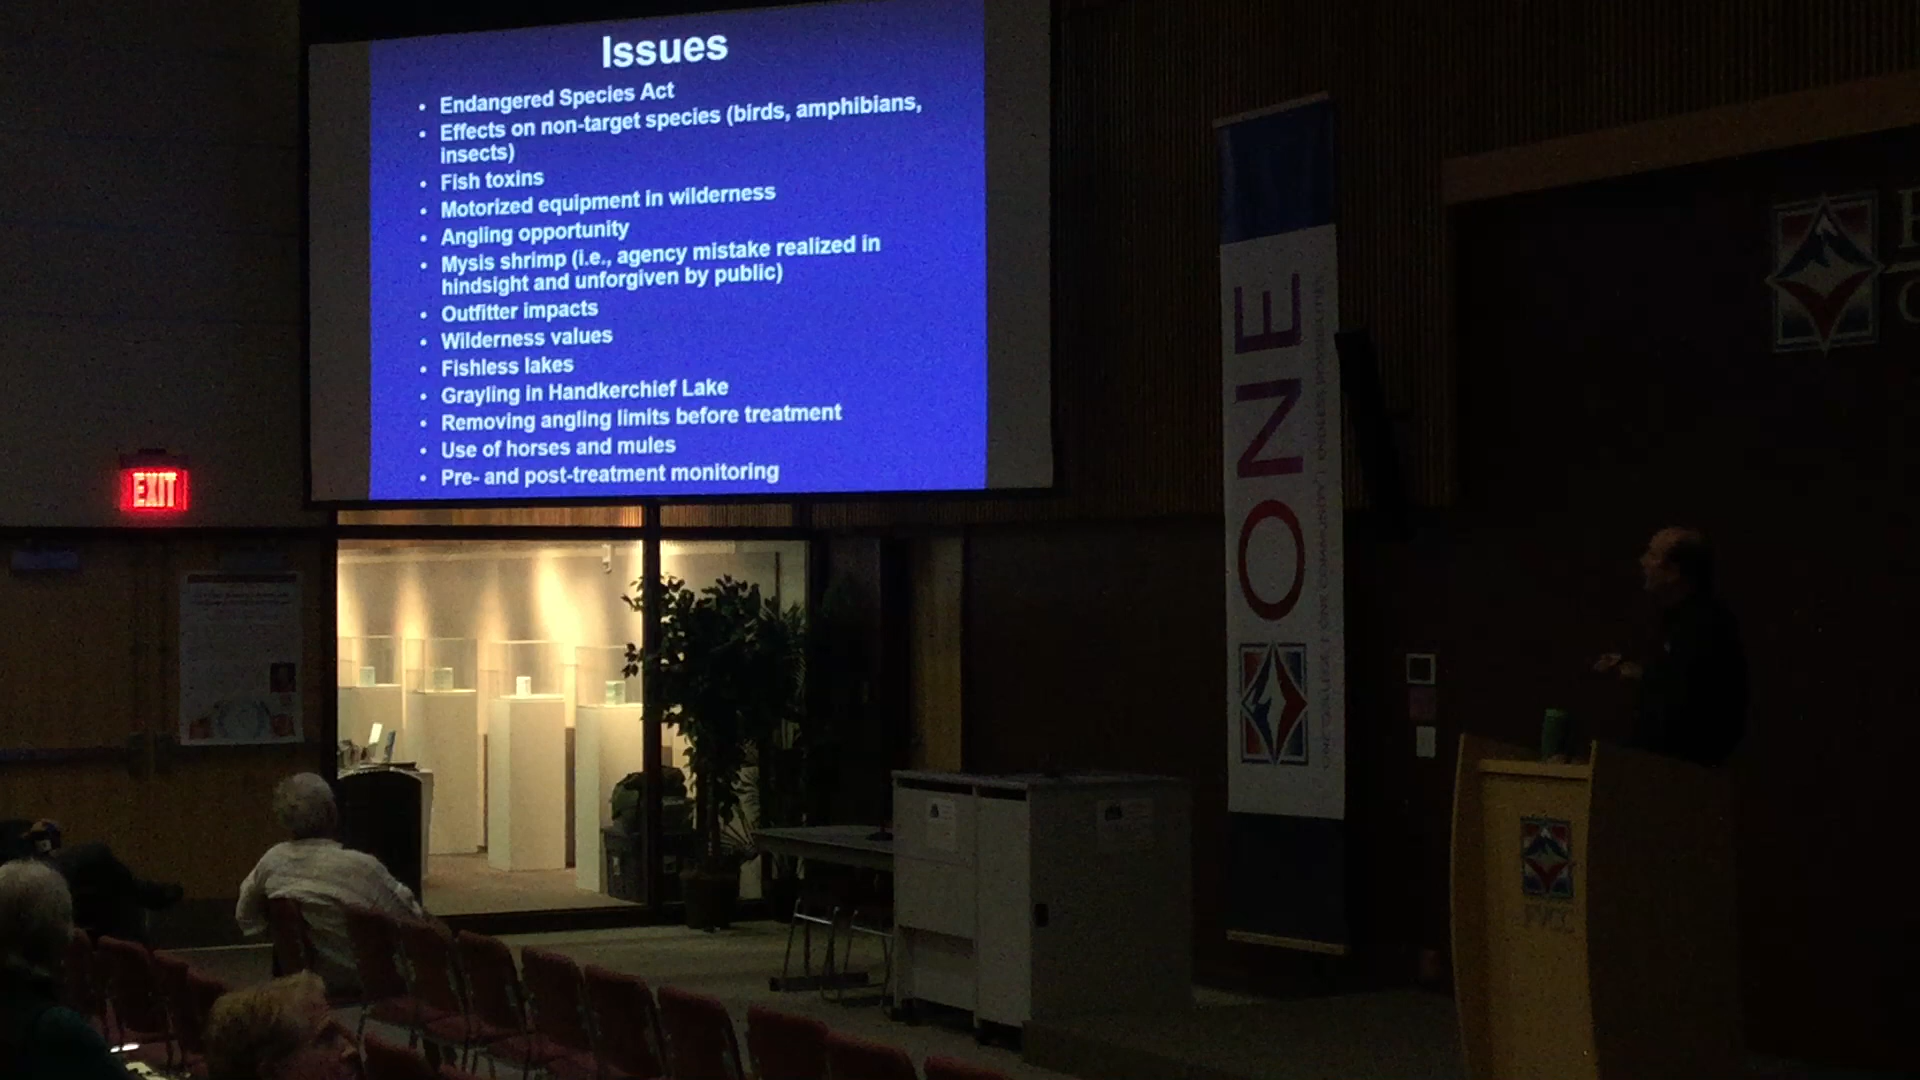 Issues
• Endangered Species Act
• Effects on non-target species (birds, amphibians,
insects)
• Fish toxins
• Motorized equipment in wilderness
• Angling opportunity
• Mysis shrimp (i.e., agency mistake realized in
hindsight and unforgiven by public)
• Outfitter impacts
• Wilderness values
• Fishless lakes
• Grayling in Handkerchief Lake
• Removing angling limits before treatment
• Use of horses and mules
• Pre- and post-treatment monitoring
EXIT
ONE
FVCC